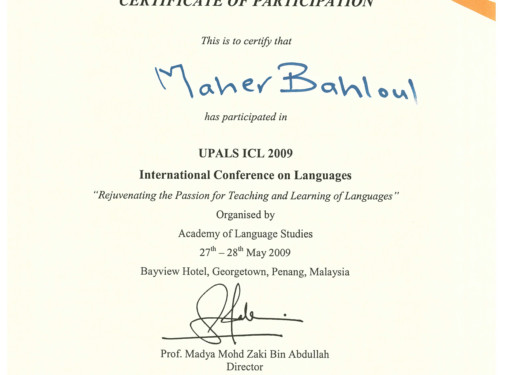 CERTIFICATE OF PARTICIPATION
This is to certify that
Maher Bahloul
has participated in
UPALS ICL 2009
International Conference on Languages
“Rejuvenating the Passion for Teaching and Learning of Languages”
Organised by
Academy of Language Studies
27th – 28th May 2009
Bayview Hotel, Georgetown, Penang, Malaysia
Prof. Madya Mohd Zaki Bin Abdullah
Director